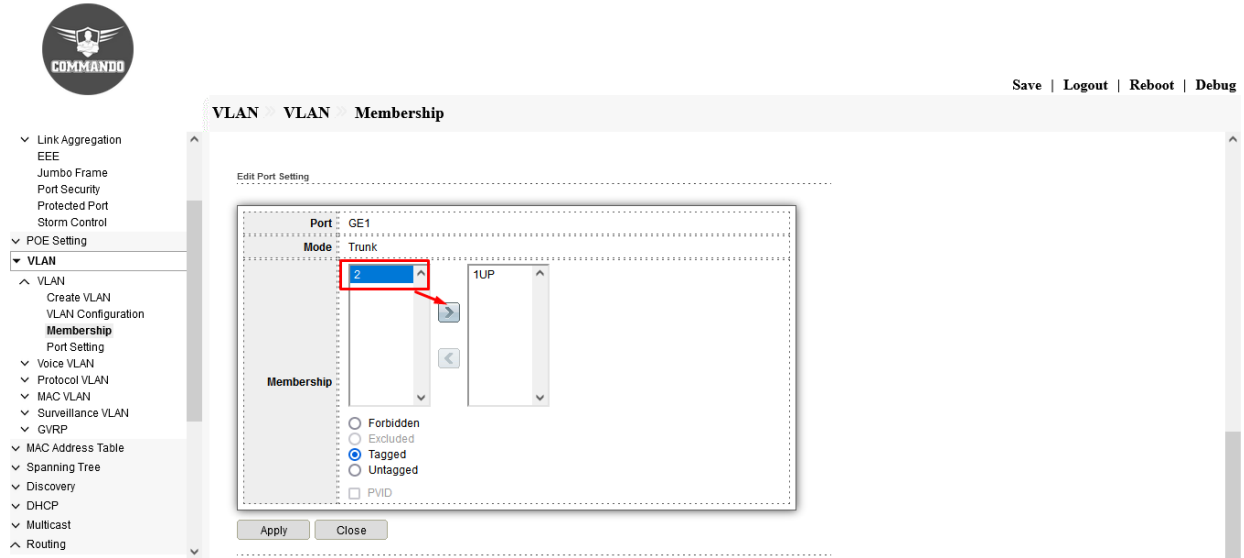 COMMANDO
Save | Logout | Reboot | Debug
VLAN » VLAN » Membership
Link Aggregation
EEE
Jumbo Frame
Port Security
Protected Port
Storm Control
POE Setting
VLAN
VLAN
Create VLAN
VLAN Configuration
Membership
Port Setting
Voice VLAN
Protocol VLAN
MAC VLAN
Surveillance VLAN
GVRP
MAC Address Table
Spanning Tree
Discovery
DHCP
Multicast
Routing
Edit Port Setting
Port GE1
Mode Trunk
Membership
2
1UP
Forbidden
Excluded
Tagged
Untagged
PVID
Apply Close